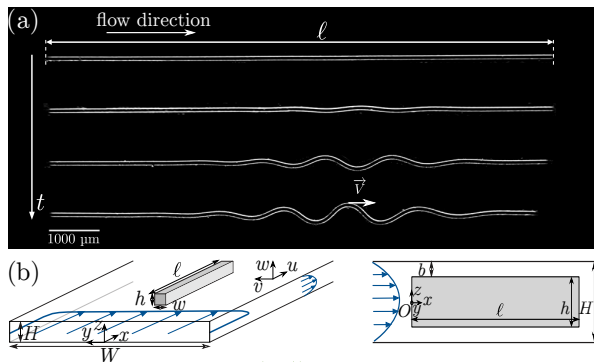 (a)
flow direction
ℓ
t
V
1000 µm
(b)
ℓ
w
u
v
h
w
H
z
y
x
W
b
z
O
y
x
ℓ
h
H